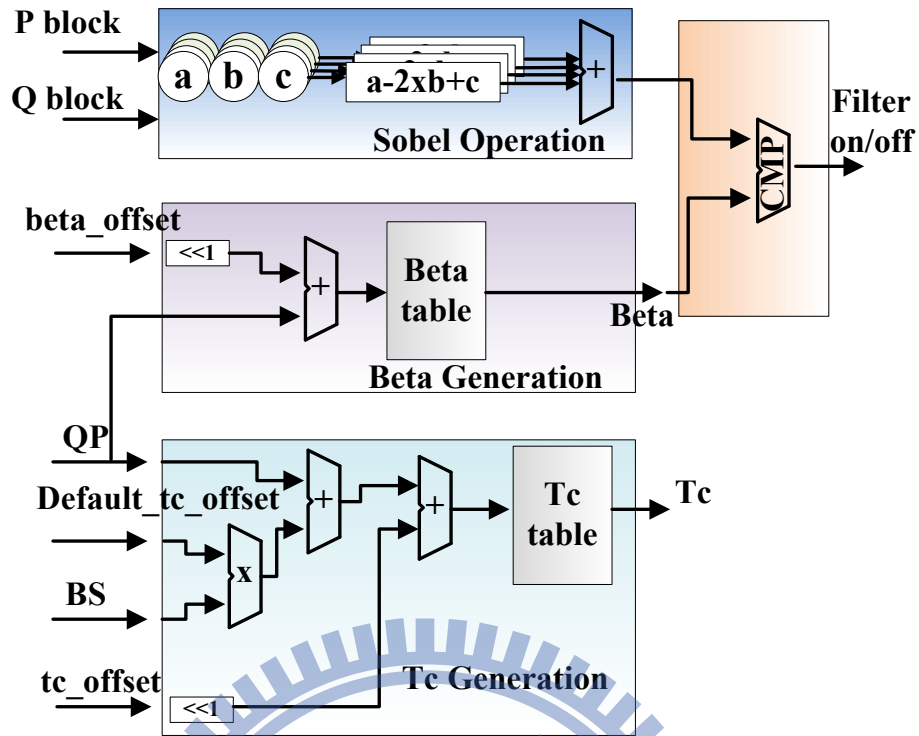 P block
Q block
a b c
a-2xb+c
+
Sobel Operation
CMP
Filter
on/off
beta_offset
<<1
+
Beta
table
Beta
Beta Generation
QP
Default_tc_offset
+
+
Tc
table
Tc
x
BS
tc_offset
<<1
Tc Generation